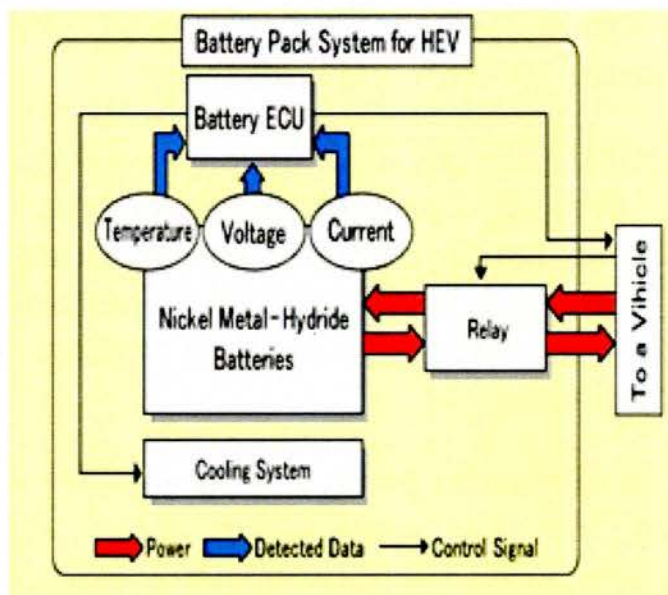 Battery Pack System for HEV
Battery ECU
Temperature
Voltage
Current
Nickel Metal-Hydride
Batteries
Relay
To a Vihicle
Cooling System
Power
Detected Data
Control Signal